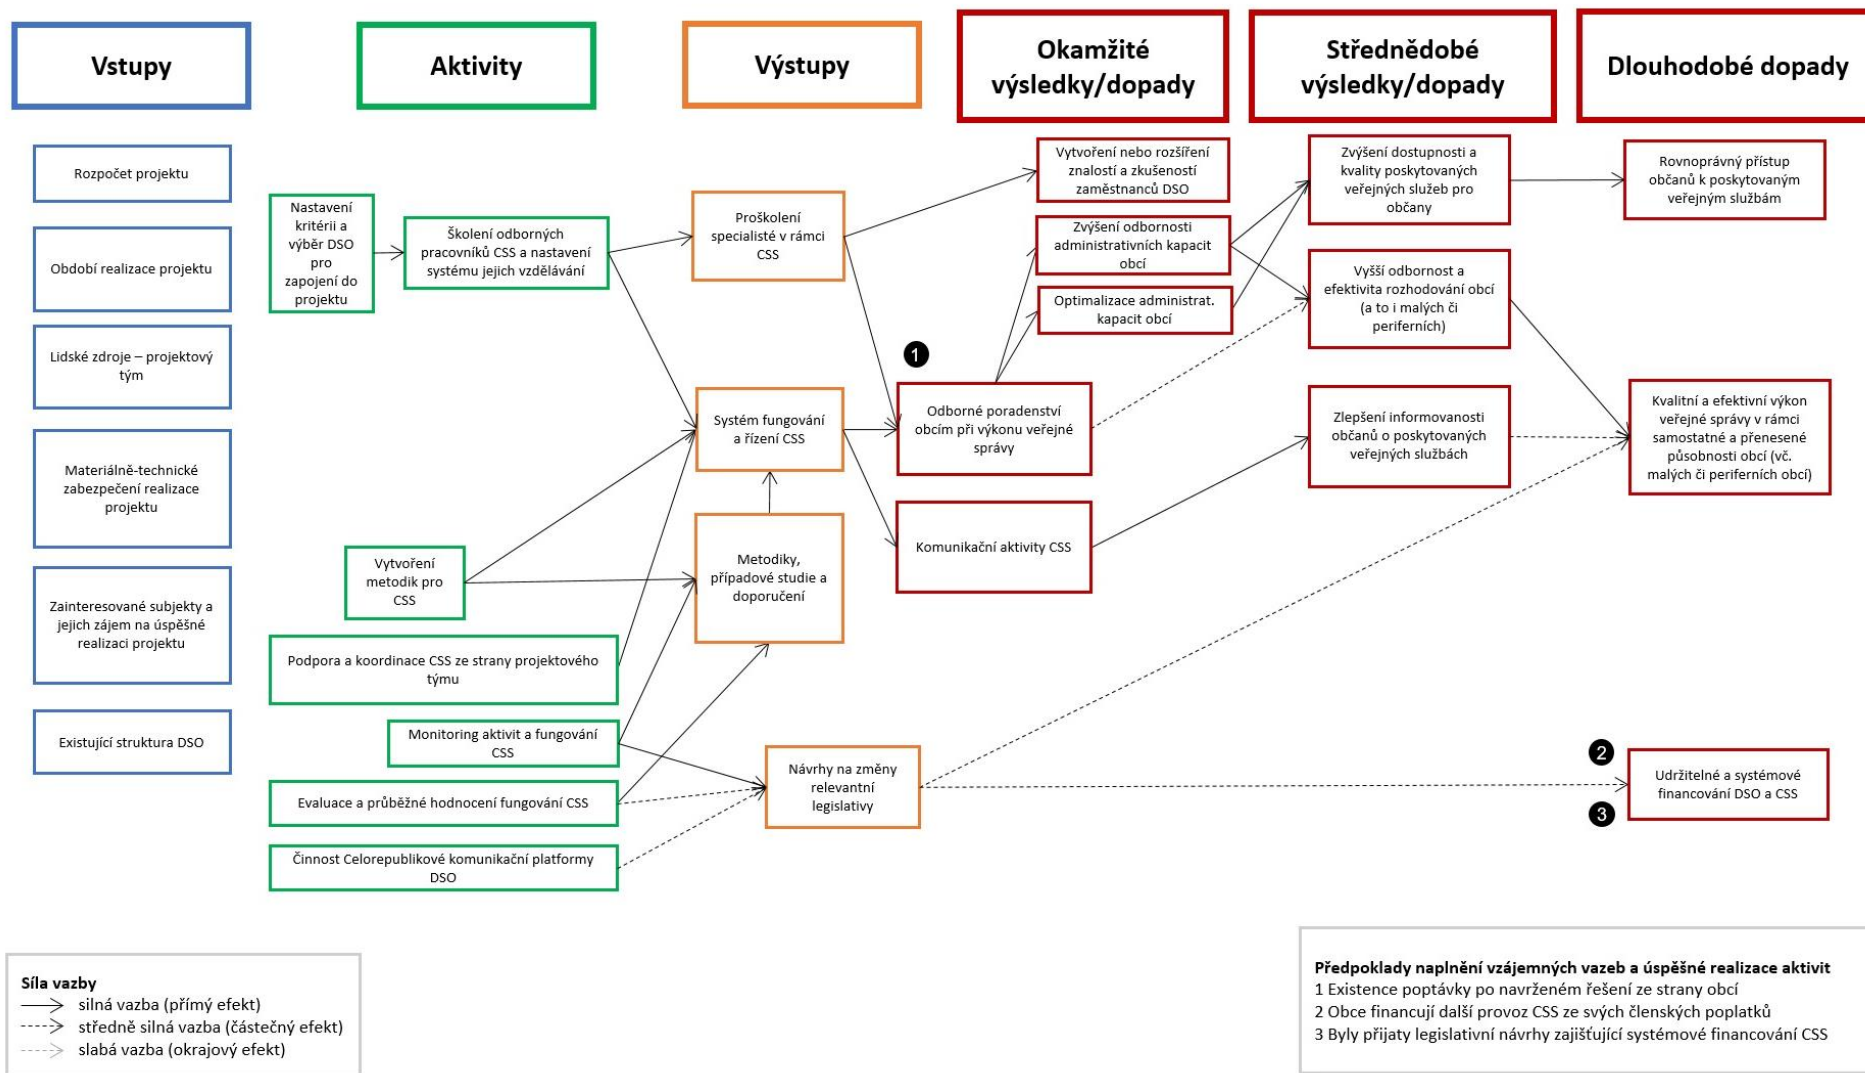 Vstupy
Aktivity
Výstupy
Okamžité
výsledky/dopady
Střednědobé
výsledky/dopady
Dlouhodobé dopady
Rozpočet projektu
Období realizace projektu
Lidské zdroje – projektový
tým
Materiálně-technické
zabezpečení realizace
projektu
Zainteresované subjekty a
jejich zájem na úspěšné
realizaci projektu
Existující struktura DSO
Nastavení
kritérii a
výběr DSO
pro
zapojení do
projektu
Školení odborných
pracovníků CSS a nastavení
systému jejich vzdělávání
Vytvoření
metodik pro
CSS
Podpora a koordinace CSS ze strany projektového
týmu
Monitoring aktivit a fungování
CSS
Evaluace a průběžné hodnocení fungování CSS
Činnost Celorepublikové komunikační platformy
DSO
Proškolení
specialisté v rámci
CSS
Systém fungování
a řízení CSS
Metodiky,
případové studie a
doporučení
Návrhy na změny
relevantní
legislativy
Vytvoření nebo rozšíření
znalostí a zkušeností
zaměstnanců DSO
Zvýšení odbornosti
administrativních kapacit
obcí
Optimalizace administrat.
kapacit obcí
1
Odborné poradenství
obcím při výkonu veřejné
správy
Komunikační aktivity CSS
Zvýšení dostupnosti a
kvality poskytovaných
veřejných služeb pro
občany
Vyšší odbornost a
efektivita rozhodování obcí
(a to i malých či
periferních)
Zlepšení informovanosti
občanů o poskytovaných
veřejných službách
Rovnoprávný přístup
občanů k poskytovaným
veřejným službám
Kvalitní a efektivní výkon
veřejné správy v rámci
samostatné a přenesené
působnosti obcí (vč.
malých či periferních obcí)
2
3
Udržitelné a systémové
financování DSO a CSS
Síla vazby
silná vazba (přímý efekt)
středně silná vazba (částečný efekt)
slabá vazba (okrajový efekt)
Předpoklady naplnění vzájemných vazeb a úspěšné realizace aktivit
1 Existence poptávky po navrženém řešení ze strany obcí
2 Obce financují další provoz CSS ze svých členských poplatků
3 Byly přijaty legislativní návrhy zajišťující systémové financování CSS